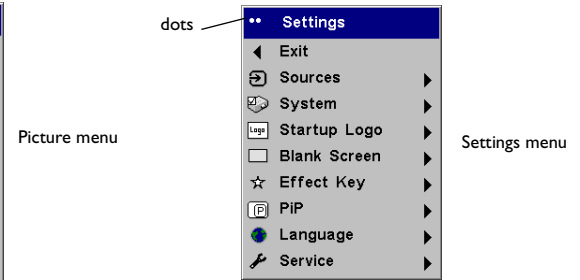 dots
Settings
Exit
Sources
System
Logo Startup Logo
Blank Screen
Effect Key
P PiP
Language
Service
Picture menu
Settings menu